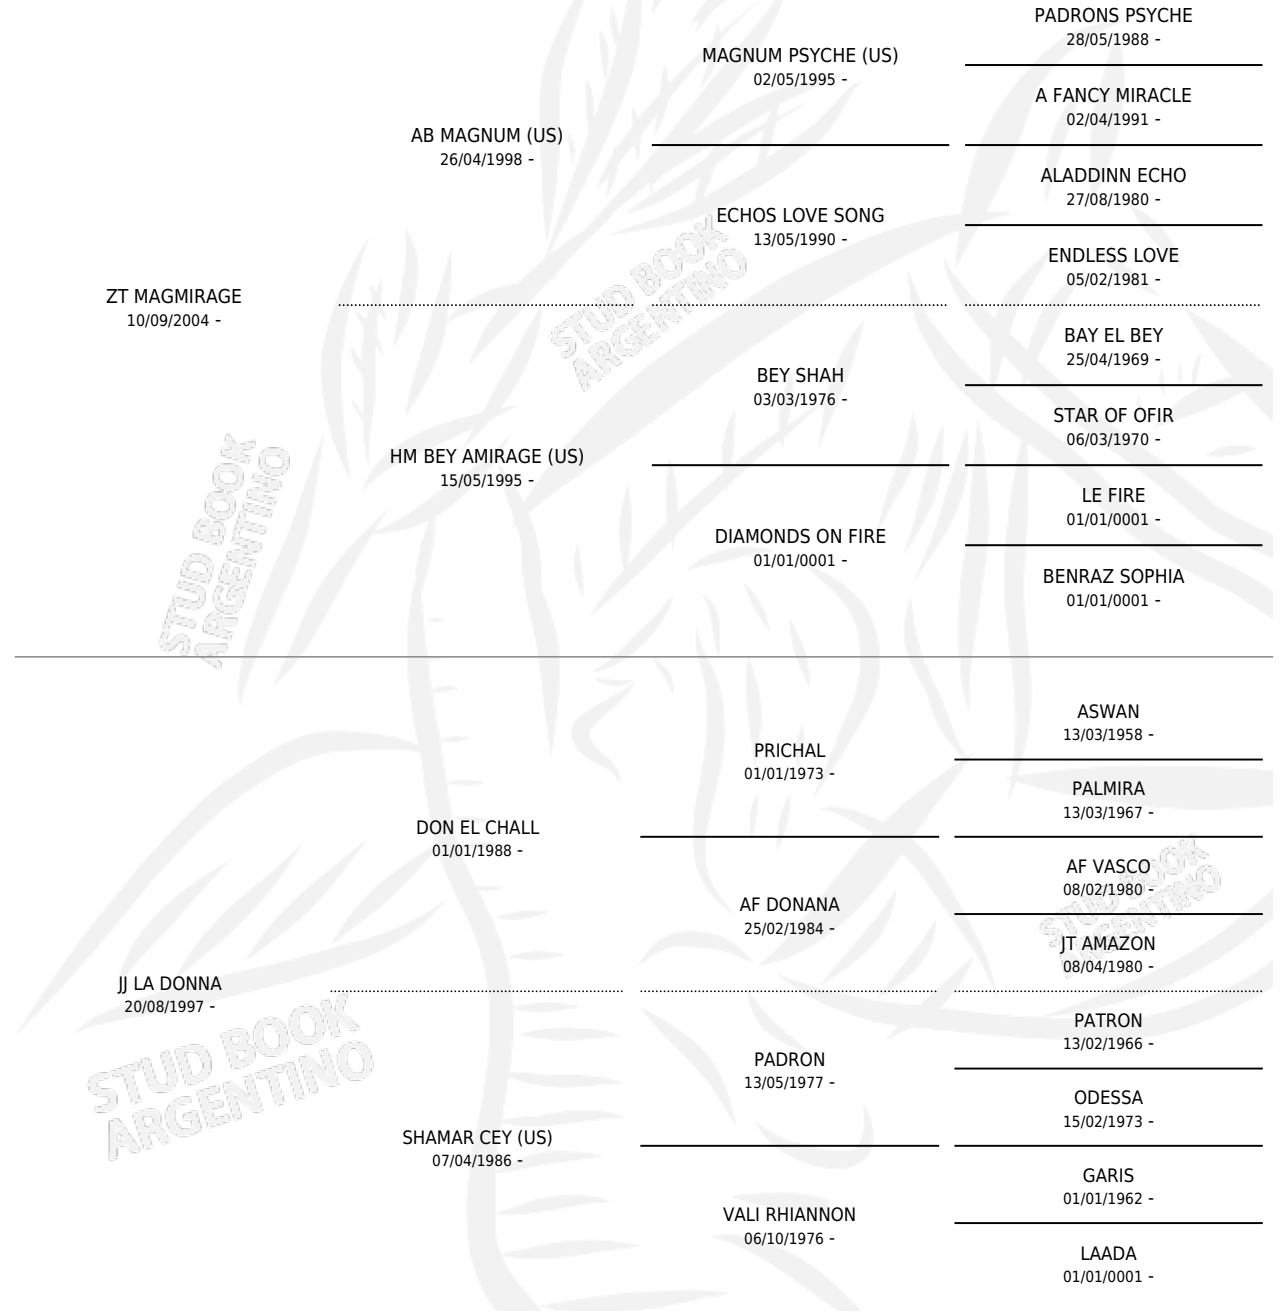 PADRONS PSYCHE
28/05/1988 -
MAGNUM PSYCHE (US)
02/05/1995 -
A FANCY MIRACLE
02/04/1991 -
AB MAGNUM (US)
26/04/1998 -
ALADDINN ECHO
27/08/1980 -
ECHOS LOVE SONG
13/05/1990 -
ENDLESS LOVE
05/02/1981 -
ZT MAGMIRAGE
10/09/2004 -
STUD BOOK
ARGENTINO
BAY EL BEY
25/04/1969 -
BEY SHAH
03/03/1976 -
STAR OF OFIR
06/03/1970 -
HM BEY AMIRAGE (US)
15/05/1995 -
LE FIRE
01/01/0001 -
DIAMONDS ON FIRE
01/01/0001 -
BENRAZ SOPHIA
01/01/0001 -
STUD BOOK
ARGENTINO
ASWAN
13/03/1958 -
PRICHAL
01/01/1973 -
PALMIRA
13/03/1967 -
DON EL CHALL
01/01/1988 -
AF VASCO
08/02/1980 -
AF DONANA
25/02/1984 -
JT AMAZON
08/04/1980 -
STUD BOOK
ARGENTINO
JJ LA DONNA
20/08/1997 -
PATRON
13/02/1966 -
PADRON
13/05/1977 -
ODESSA
15/02/1973 -
STUD BOOK
ARGENTINO
SHAMAR CEY (US)
07/04/1986 -
GARIS
01/01/1962 -
VALI RHIANNON
06/10/1976 -
LAADA
01/01/0001 -